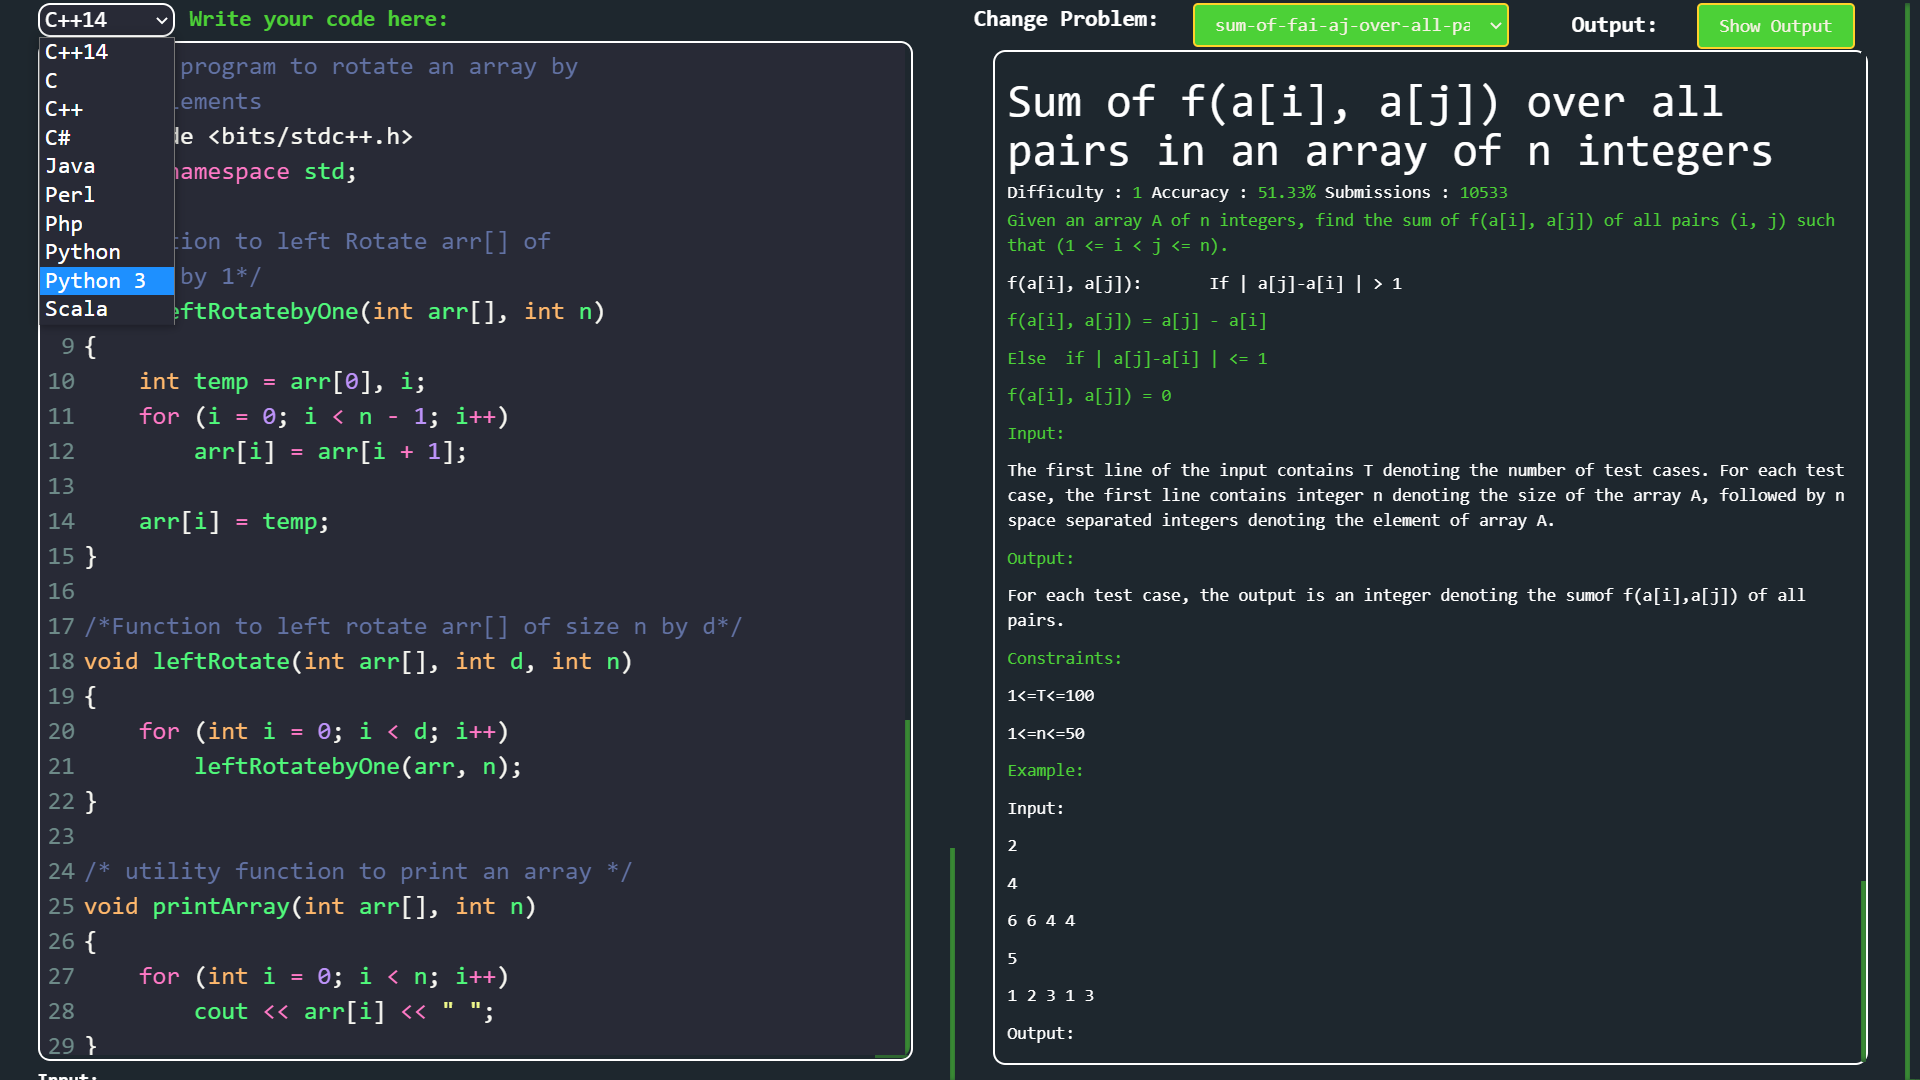 C++14
Write your code here:
C++14
C
C++
C#
Java
Perl
Php
Python
Python 3
Scala
program to rotate an array by
lements
de <bits/stdc++.h>
namespace std;
tion to left Rotate arr[] of
by 1*/
eftRotatebyOne(int arr[], int n)
9 {
10 int temp = arr[0], i;
11 for (i = 0; i < n - 1; i++)
12 arr[i] = arr[i + 1];
13
14 arr[i] = temp;
15 }
16
17 /*Function to left rotate arr[] of size n by d*/
18 void leftRotate(int arr[], int d, int n)
19 {
20 for (int i = 0; i < d; i++)
21 leftRotatebyOne(arr, n);
22 }
23
24 /* utility function to print an array */
25 void printArray(int arr[], int n)
26 {
27 for (int i = 0; i < n; i++)
28 cout << arr[i] << " ";
29 }
Input:
Change Problem:
sum-of-fai-aj-over-all-pa
Output:
Show Output
Sum of f(a[i], a[j]) over all
pairs in an array of n integers
Difficulty : 1 Accuracy : 51.33% Submissions : 10533
Given an array A of n integers, find the sum of f(a[i], a[j]) of all pairs (i, j) such
that (1 <= i < j <= n).
f(a[i], a[j]): If | a[j]-a[i] | > 1
f(a[i], a[j]) = a[j] - a[i]
Else if | a[j]-a[i] | <= 1
f(a[i], a[j]) = 0
Input:
The first line of the input contains T denoting the number of test cases. For each test
case, the first line contains integer n denoting the size of the array A, followed by n
space separated integers denoting the element of array A.
Output:
For each test case, the output is an integer denoting the sumof f(a[i],a[j]) of all
pairs.
Constraints:
1<=T<=100
1<=n<=50
Example:
Input:
2
4
6 6 4 4
5
1 2 3 1 3
Output: